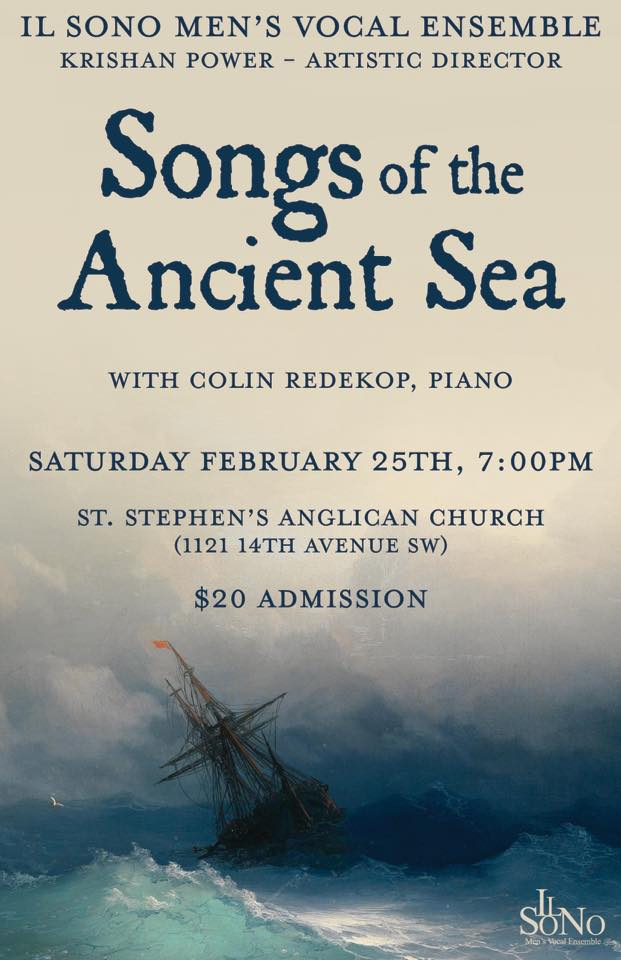 IL SONO MEN'S VOCAL ENSEMBLE
KRISHAN POWER – ARTISTIC DIRECTOR
Songs of the
Ancient Sea
WITH COLIN REDEKOP, PIANO
SATURDAY FEBRUARY 25TH, 7:00PM
ST. STEPHEN'S ANGLICAN CHURCH
(1121 14TH AVENUE SW)
$20 ADMISSION
IL
SONO
Men's Vocal Ensemble